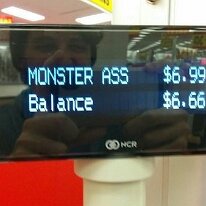 MONSTER ASS $6.99
Balance $6.66
NCR